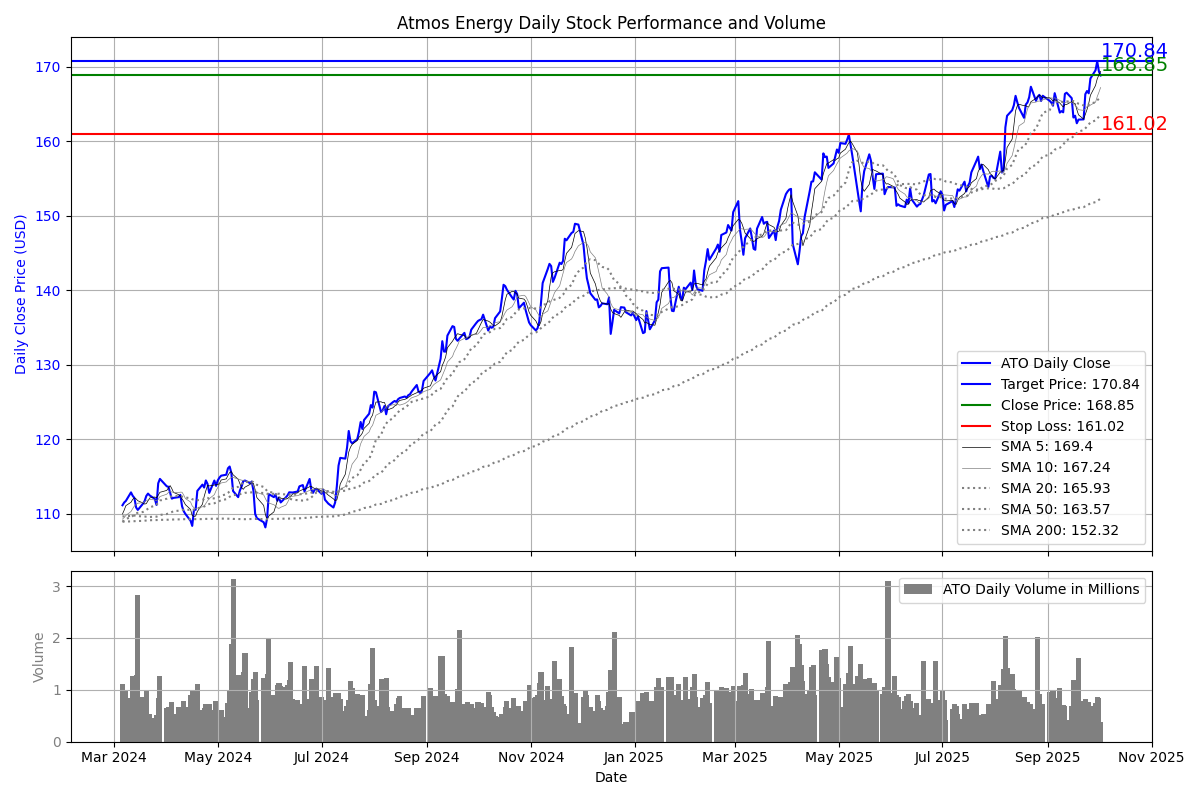 Atmos Energy Daily Stock Performance and Volume
170.84
168.85
161.02
170
160
150
140
130
120
110
Daily Close Price (USD)
ATO Daily Close
Target Price: 170.84
Close Price: 168.85
Stop Loss: 161.02
SMA 5: 169.4
SMA 10: 167.24
SMA 20: 165.93
SMA 50: 163.57
SMA 200: 152.32
3
2
1
0
Volume
ATO Daily Volume in Millions
Mar 2024 May 2024 Jul 2024 Sep 2024 Nov 2024 Jan 2025 Mar 2025 May 2025 Jul 2025 Sep 2025 Nov 2025
Date